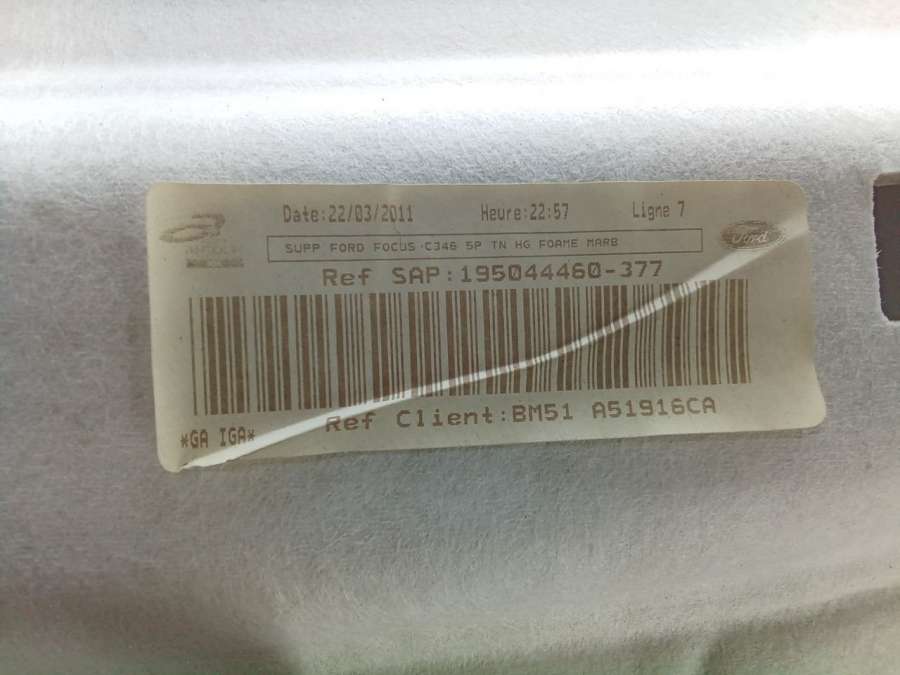 Date:22/03/2011 Heure:22:57 Ligne 7
SUPP FORD FOCUS C346 5P TN HG FOAME MARB
Ford
Ref SAP:195044460-377
Ref Client:BM51 A51916CA
*GA IGA*